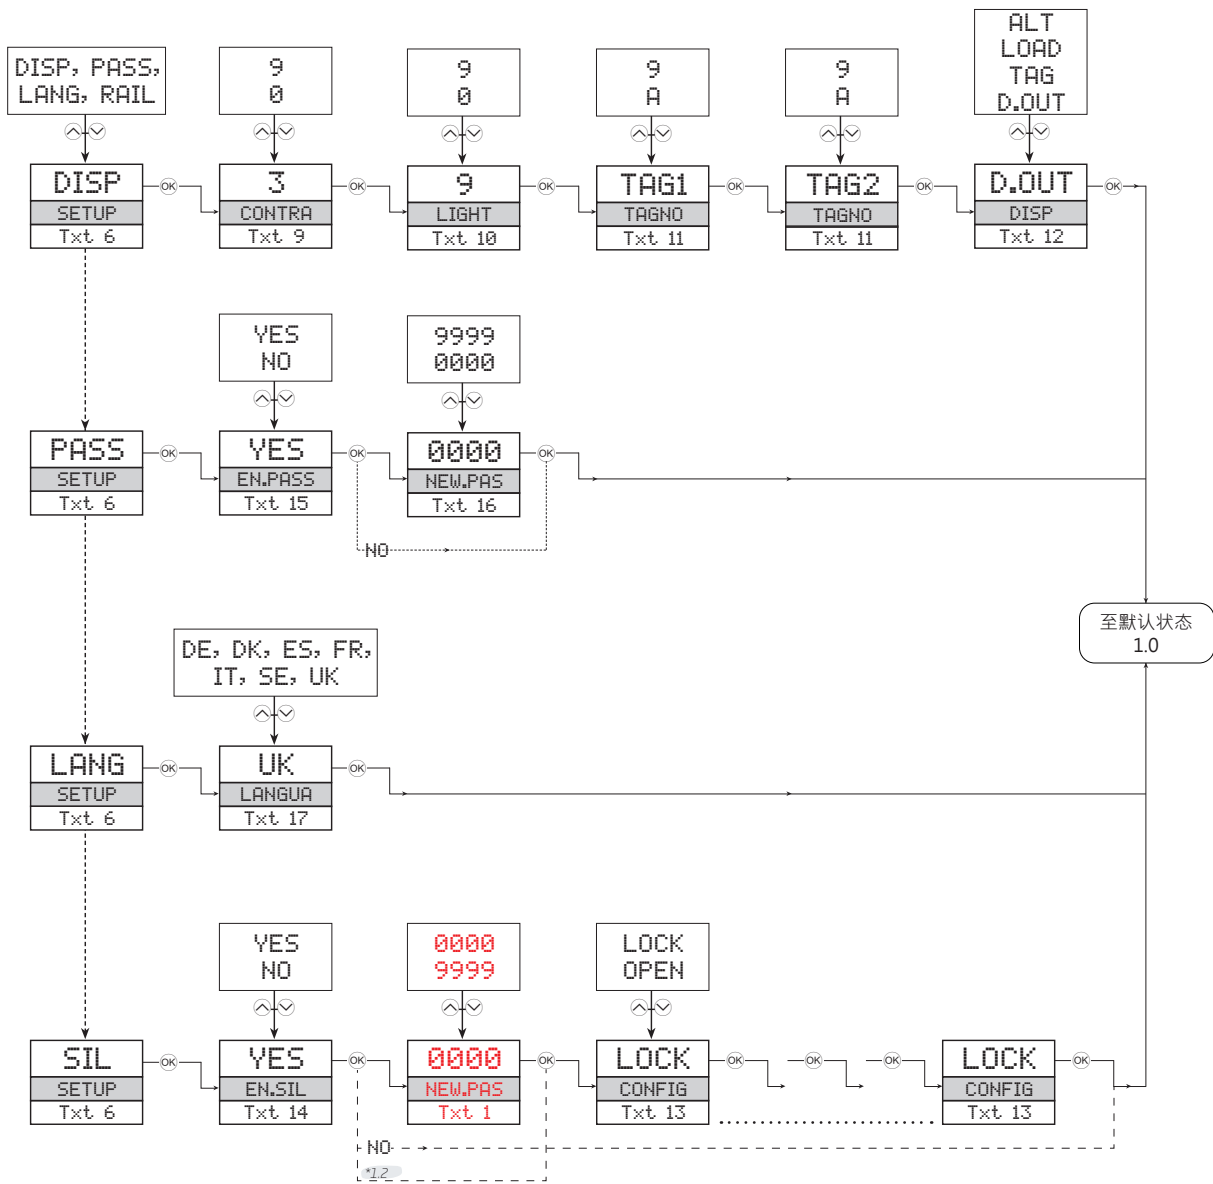 DISP, PASS,
LANG, RAIL
9
0
9
0
9
A
9
A
ALT
LOAD
TAG
D.OUT
DISP
SETUP
Txt 6
OK
3
CONTRA
Txt 9
OK
9
LIGHT
Txt 10
OK
TAG1
TAGNO
Txt 11
OK
TAG2
TAGNO
Txt 11
OK
D.OUT
DISP
Txt 12
OK
YES
NO
9999
0000
PASS
SETUP
Txt 6
OK
YES
EN.PASS
Txt 15
OK
0000
NEW.PAS
Txt 16
OK
NO
至默认状态
1.0
DE, DK, ES, FR,
IT, SE, UK
LANG
SETUP
Txt 6
OK
UK
LANGUA
Txt 17
OK
YES
NO
0000
9999
LOCK
OPEN
SIL
SETUP
Txt 6
OK
YES
EN.SIL
Txt 14
OK
0000
NEW.PAS
Txt 1
OK
LOCK
CONFIG
Txt 13
OK
OK
OK
LOCK
CONFIG
Txt 13
OK
NO
*1.2